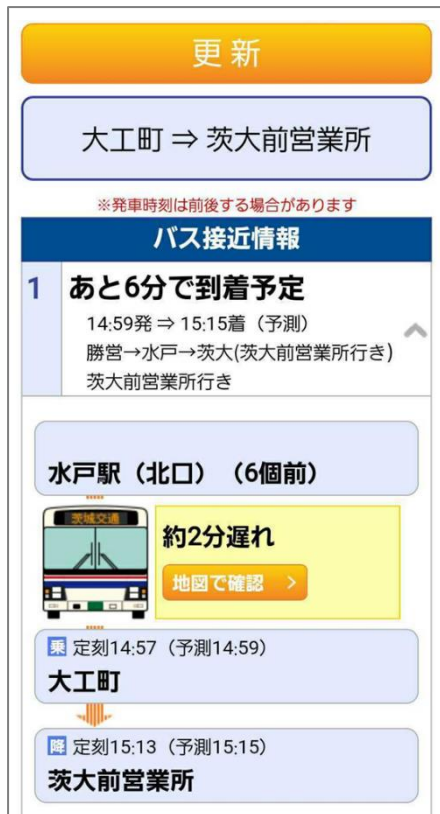 更新
大工町 ⇒ 茨大前営業所
※発車時刻は前後する場合があります
バス接近情報
1 あと6分で到着予定
14:59発 ⇒ 15:15着（予測）
勝営→水戸→茨大(茨大前営業所行き)
茨大前営業所行き
水戸駅（北口）（6個前）
茨城交通
約2分遅れ
地図で確認 >
乗 定刻14:57（予測14:59）
大工町
降 定刻15:13（予測15:15）
茨大前営業所